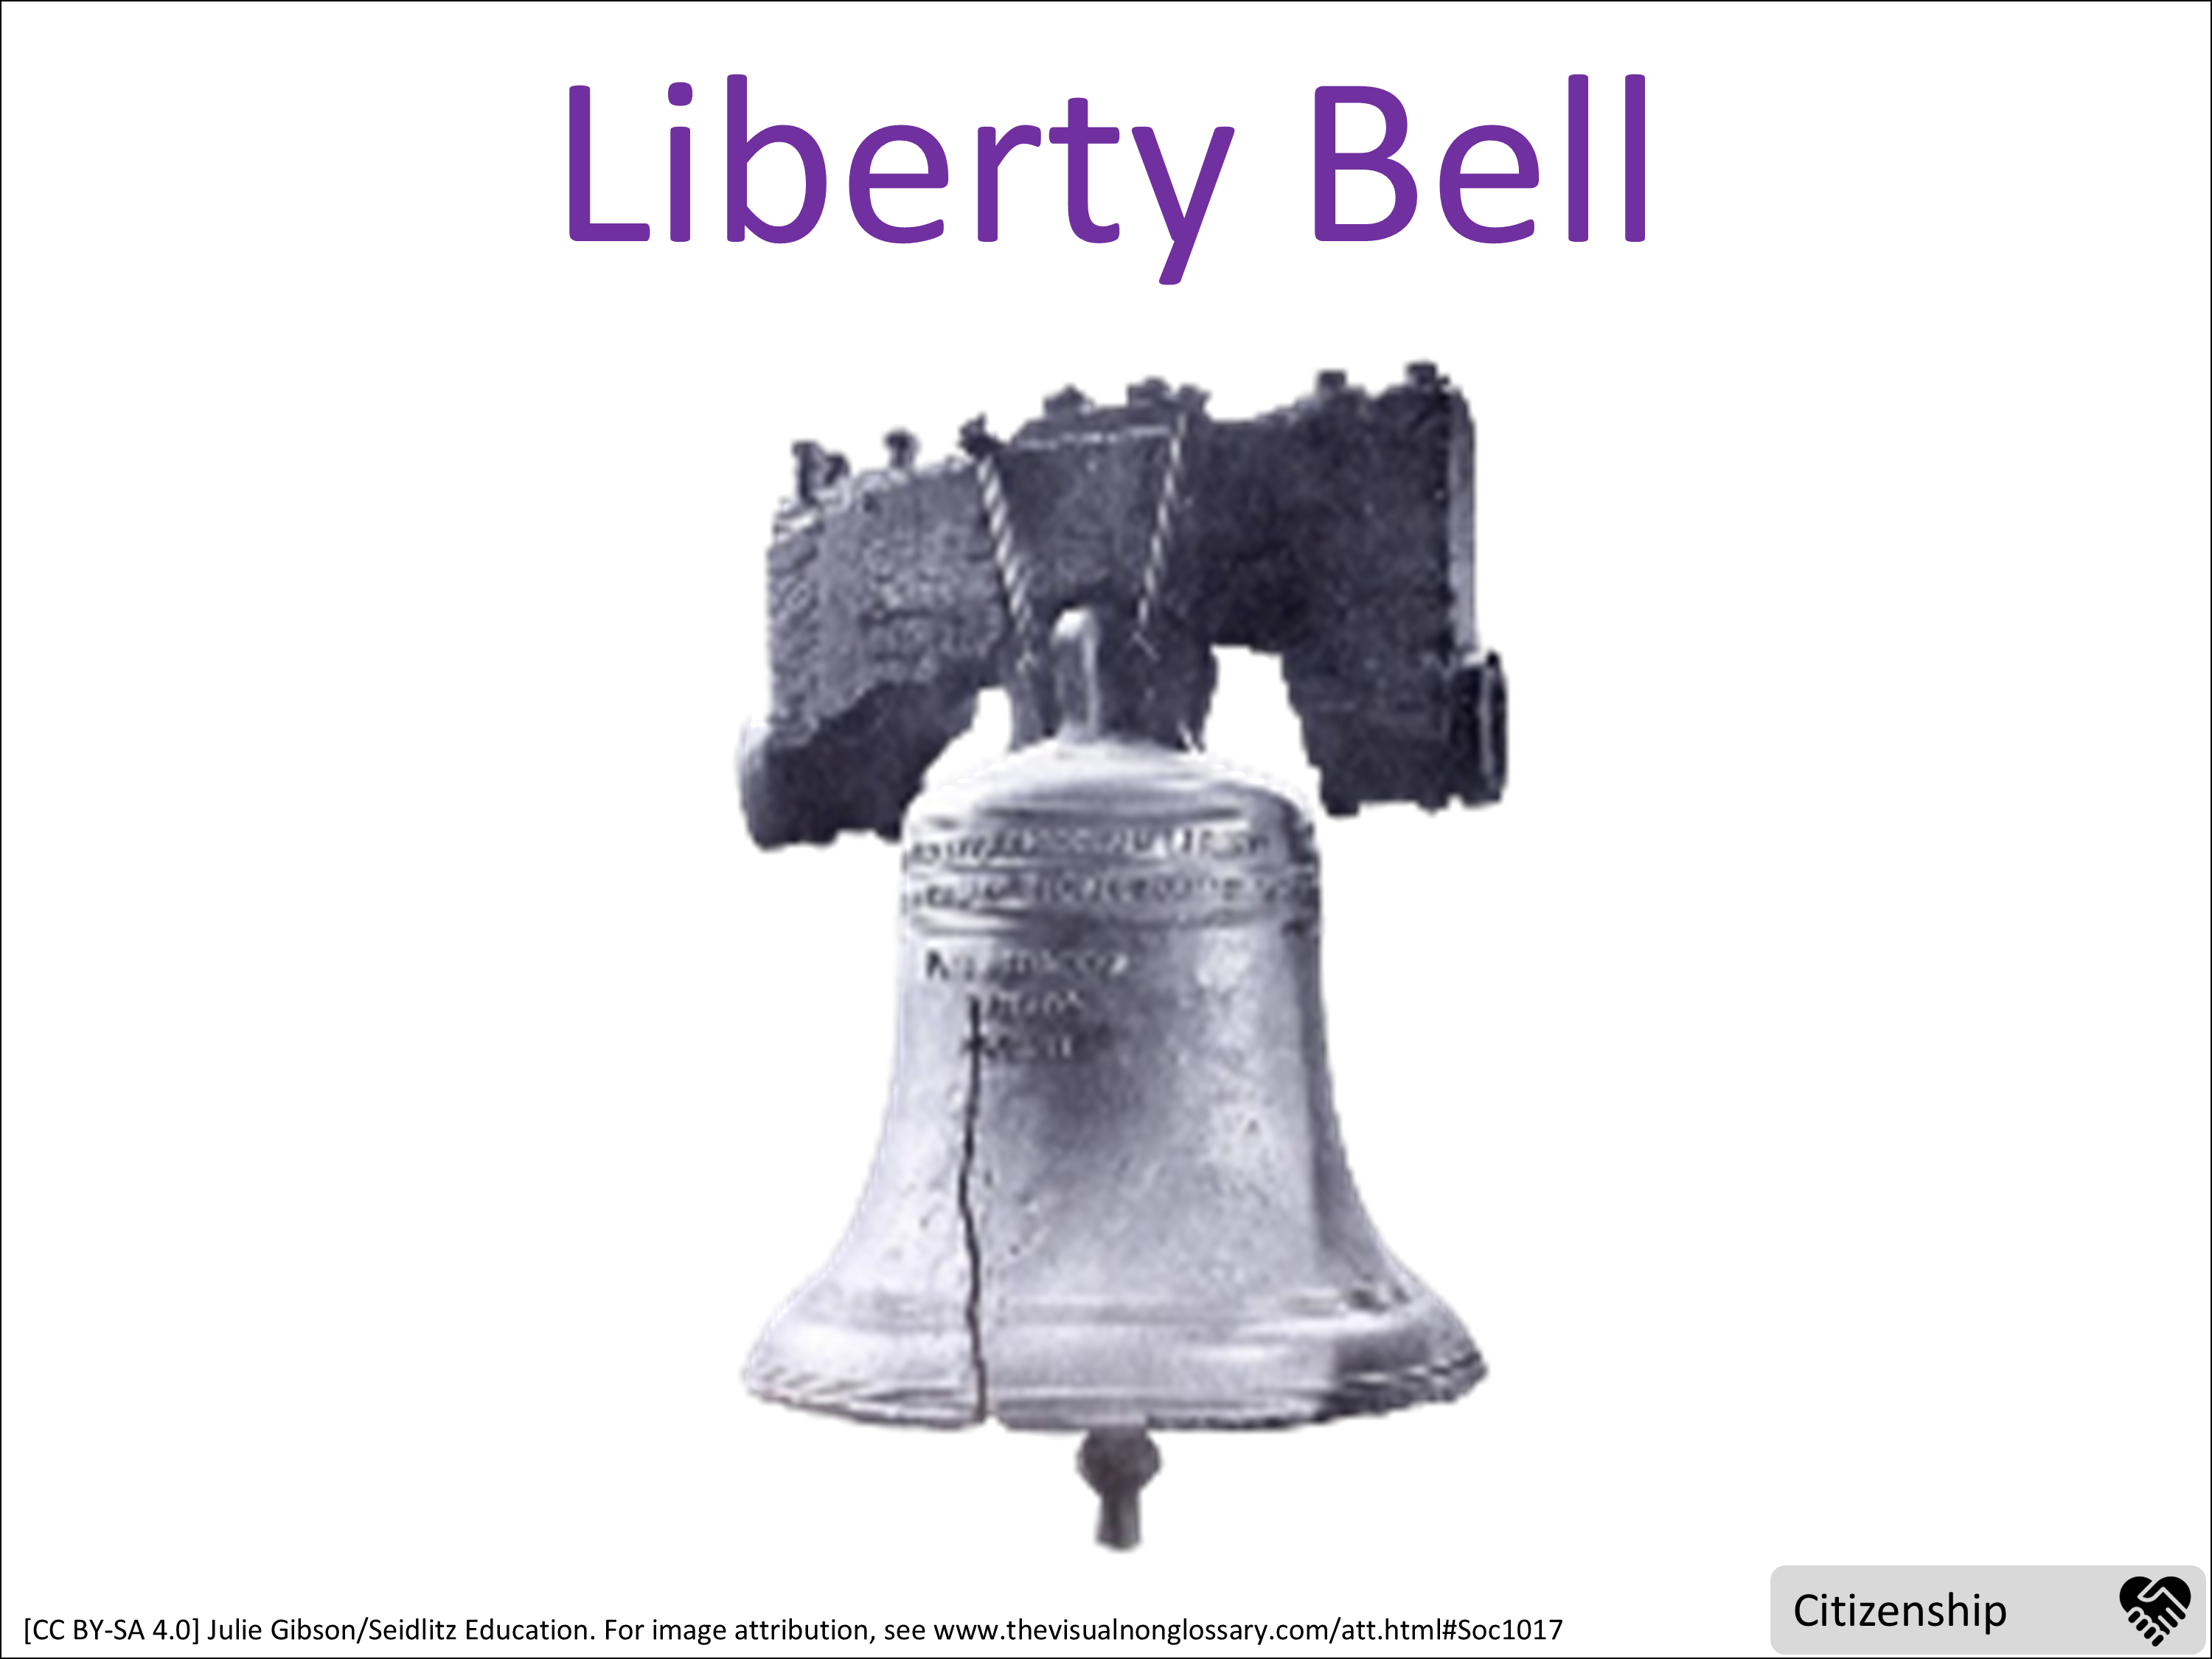 Liberty Bell
[CC BY-SA 4.0] Julie Gibson/Seidlitz Education. For image attribution, see www.thevisualnonglossary.com/att.html#Soc1017
Citizenship